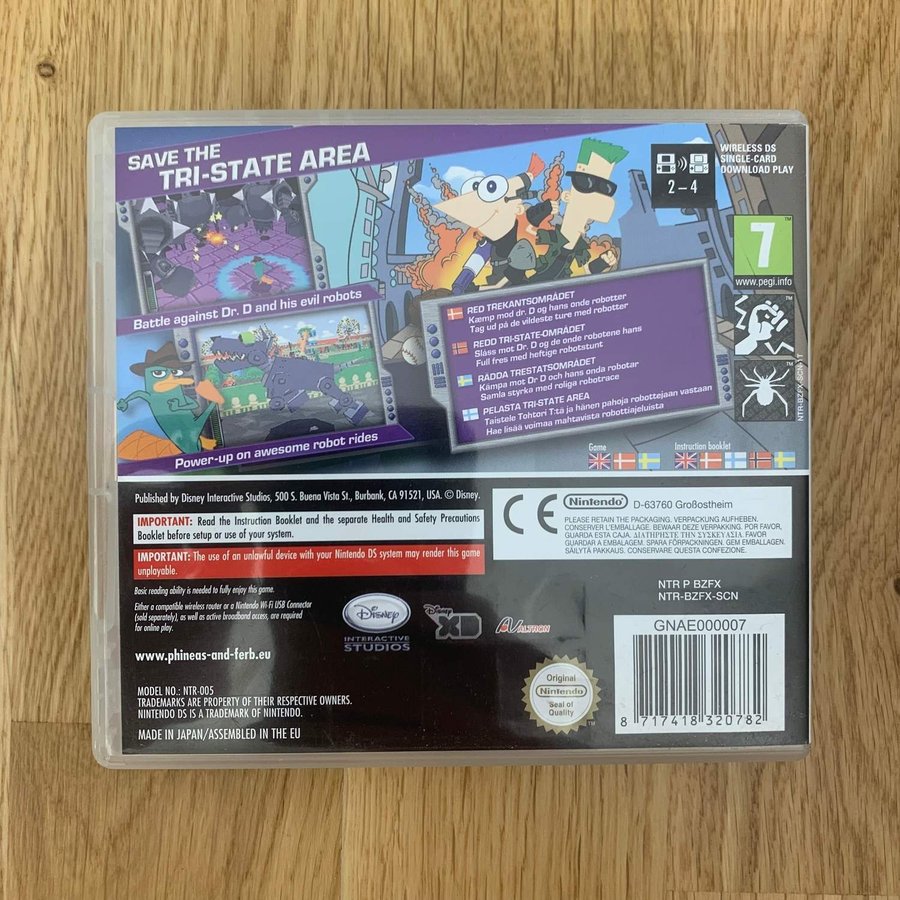 SAVE THE
TRI-STATE AREA
WIRELESS DS
SINGLE-CARD
DOWNLOAD PLAY
2 – 4
7
www.pegi.info
Battle against Dr. D and his evil robots
RED TREKANTSOMRÅDET
Kæmp mod dr. D og hans onde robotter
Tag ud på de vildeste ture med robotter
REDD TRI-STATE-OMRÅDET
Slåss mot Dr. D og de onde robotene hans
Full fres med heftige robotstunt
RÄDDA TRESTATSOMRÅDET
Kämpa mot Dr D och hans onda robotar
Samla styrka med roliga robotrace
PELASTA TRI-STATE AREA
Taistele Tohtori T:tä ja hänen pahoja robottejaan vastaan
Hae lisää voimaa mahtavista robottiajeluista
NTR-BZFX-SCN-1T
Power-up on awesome robot rides
Game
Instruction booklet
Published by Disney Interactive Studios, 500 S. Buena Vista St., Burbank, CA 91521, USA. © Disney.
IMPORTANT: Read the Instruction Booklet and the separate Health and Safety Precautions
Booklet before setup or use of your system.
IMPORTANT: The use of an unlawful device with your Nintendo DS system may render this game
unplayable.
Basic reading ability is needed to fully enjoy this game.
Either a compatible wireless router or a Nintendo Wi-Fi USB Connector
(sold separately), as well as active broadband access, are required
for online play.
CE
Nintendo
D-63760 Großostheim
PLEASE RETAIN THE PACKAGING. VERPACKUNG AUFHEBEN.
CONSERVER L'EMBALLAGE. BEWAAR DEZE VERPAKKING. POR FAVOR,
GUARDA ESTA CAJA. ΔΙΑΤΗΡΗΣΤΕ ΤΗΝ ΣΥΣΚΕΥΑΣΙΑ. FAVOR
GUARDAR A EMBALAGEM. SPARA FÖRPACKNINGEN. GEM EMBALLAGEN.
SÄILYTÄ PAKKAUS. CONSERVARE QUESTA CONFEZIONE.
NTR P BZFX
NTR-BZFX-SCN
Disney
INTERACTIVE
STUDIOS
Disney
XD
ALTRON
www.phineas-and-ferb.eu
GNAE000007
8 717418 320782
Original
Nintendo
Seal of
Quality
MODEL NO.: NTR-005
TRADEMARKS ARE PROPERTY OF THEIR RESPECTIVE OWNERS.
NINTENDO DS IS A TRADEMARK OF NINTENDO.
MADE IN JAPAN/ASSEMBLED IN THE EU